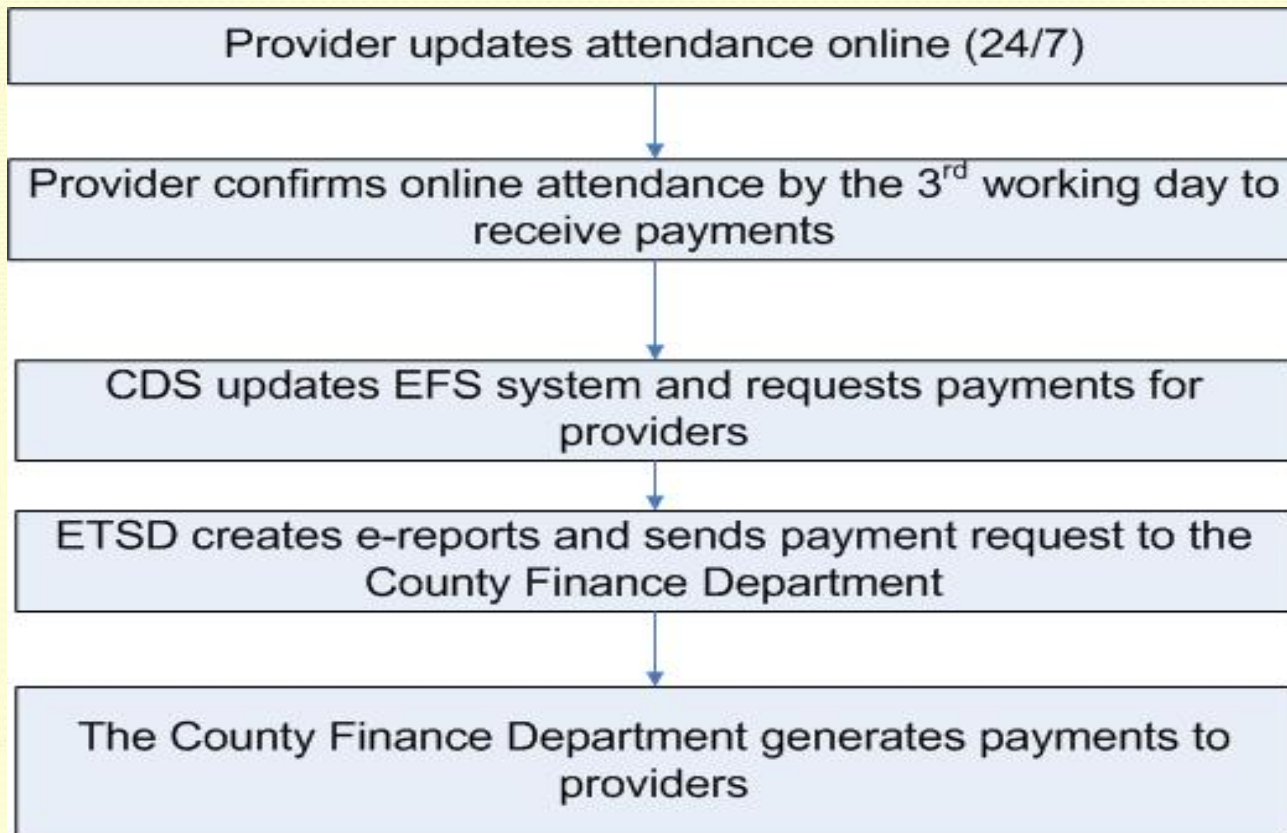 Provider updates attendance online (24/7)
Provider confirms online attendance by the 3rd working day to
receive payments
CDS updates EFS system and requests payments for
providers
ETSD creates e-reports and sends payment request to the
County Finance Department
The County Finance Department generates payments to
providers